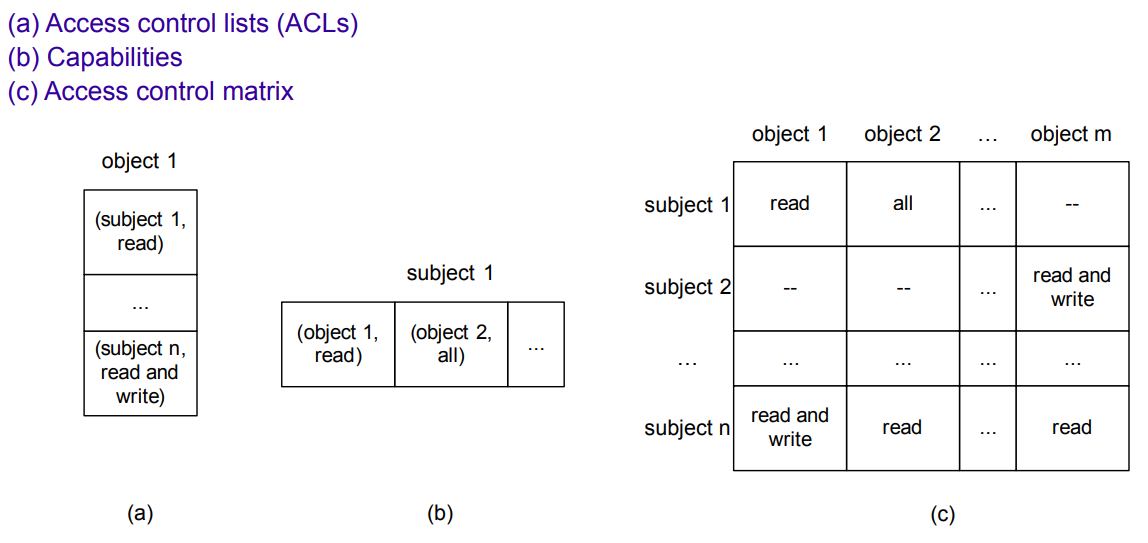 (a) Access control lists (ACLs)
(b) Capabilities
(c) Access control matrix
object 1
(subject 1,
read)
...
(subject n,
read and
write)
(a)
subject 1
(object 1,
read)
(object 2,
all)
...
(b)
object 1 object 2 ... object m
subject 1 read all ... --
subject 2 -- -- ... read and
write
... ... ... ... ...
subject n read and
write read ... read
(c)